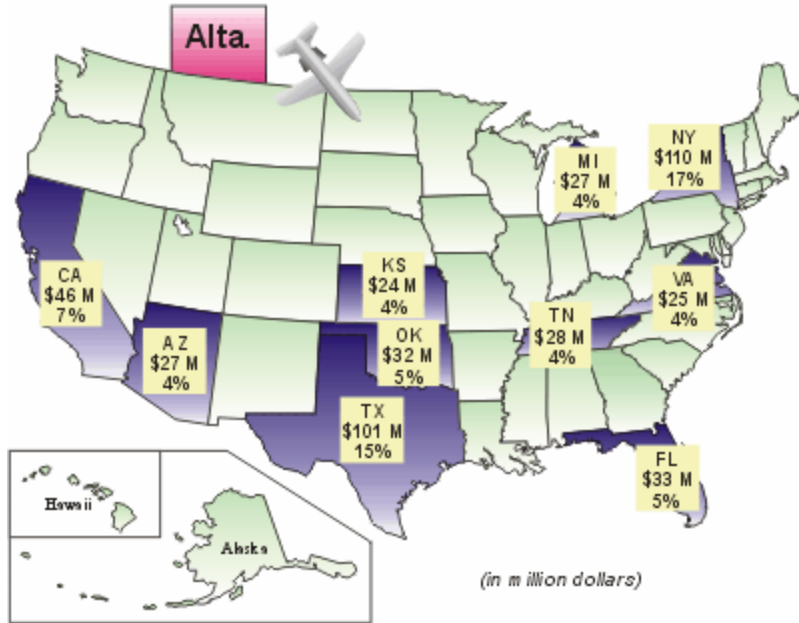 Alta.
NY
$110 M
17%
MI
$27 M
4%
KS
$24 M
4%
CA
$46 M
7%
VA
$25 M
4%
TN
$28 M
4%
OK
$32 M
5%
AZ
$27 M
4%
TX
$101 M
15%
FL
$33 M
5%
Hawaii
Alaska
(in million dollars)